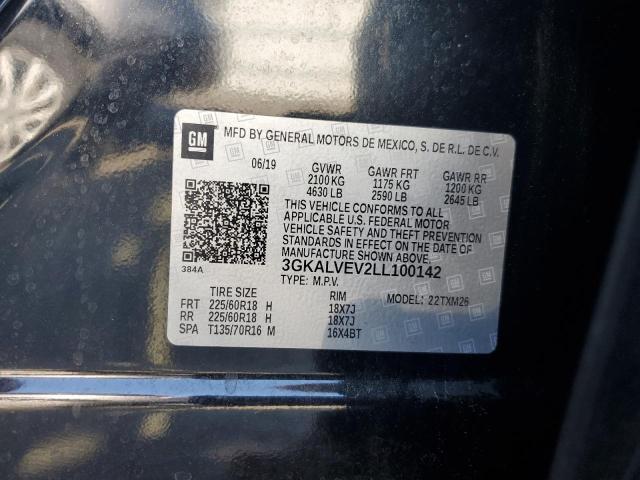 GM MFD BY GENERAL MOTORS DE MEXICO, S. DE R.L. DE C.V.
06/19 GVWR GAWR FRT GAWR RR
2100 KG 1175 KG 1200 KG
4630 LB 2590 LB 2645 LB
THIS VEHICLE CONFORMS TO ALL
APPLICABLE U.S. FEDERAL MOTOR
VEHICLE SAFETY AND THEFT PREVENTION
STANDARDS IN EFFECT ON THE DATE OF
MANUFACTURE SHOWN ABOVE.
384A 3GKALVEV2LL100142
TYPE: M.P.V.
TIRE SIZE RIM MODEL: 22TXM26
FRT 225/60R18 H 18X7J
RR 225/60R18 H 18X7J
SPA T135/70R16 M 16X4BT